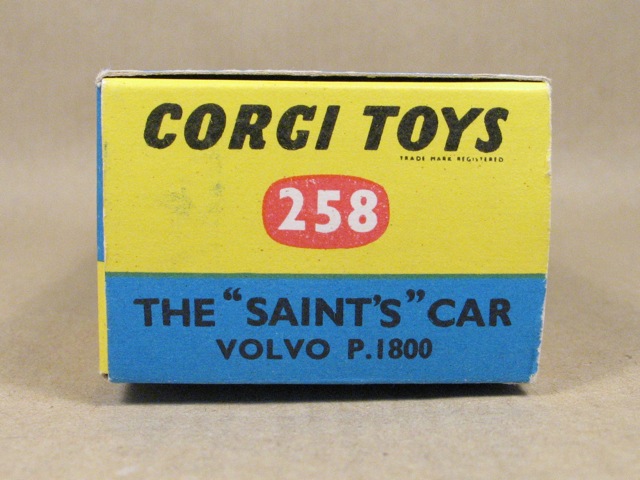 CORGI TOYS
TRADE MARK REGISTERED
258
THE "SAINT'S" CAR
VOLVO P.1800